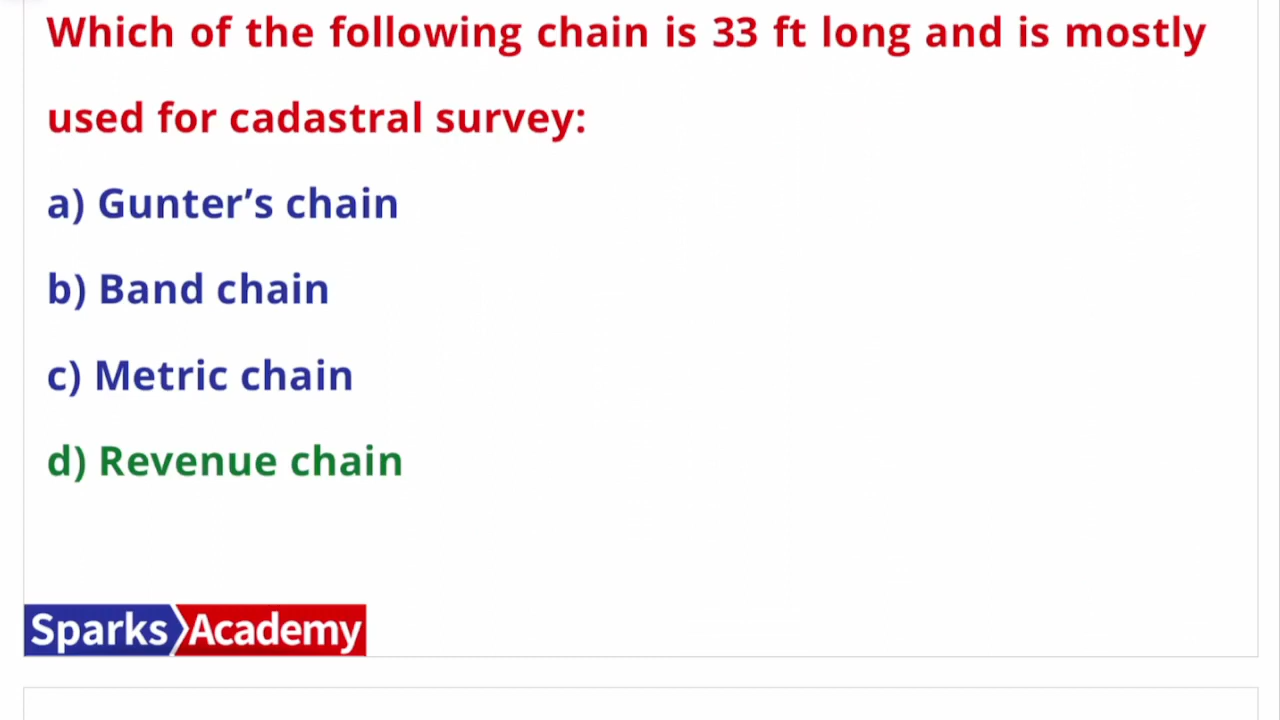 Which of the following chain is 33 ft long and is mostly
used for cadastral survey:
a) Gunter’s chain
b) Band chain
c) Metric chain
d) Revenue chain
Sparks Academy